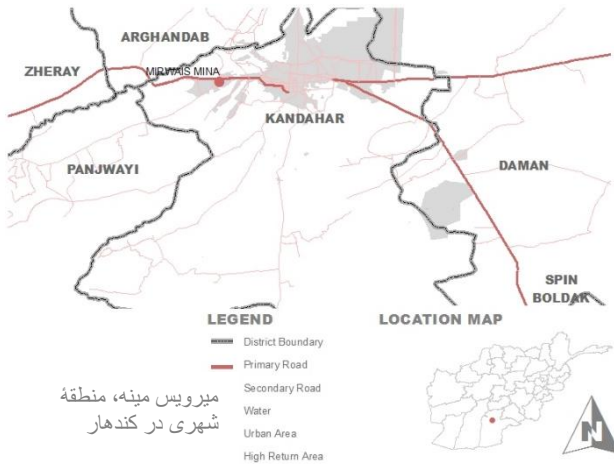 ARGHANDAB
ZHERAY
MIRWAIS MINA
KANDAHAR
PANJWAYI
DAMAN
SPIN
BOLDAK
LEGEND
District Boundary
Primary Road
Secondary Road
Water
Urban Area
High Return Area
LOCATION MAP
N
میرویس مینه، منطقهٔ
شهری در کندهار